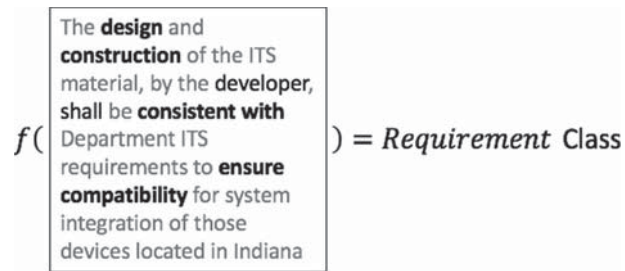 The design and
construction of the ITS
material, by the developer,
shall be consistent with
f( Department ITS ) = Requirement Class
requirements to ensure
compatibility for system
integration of those
devices located in Indiana